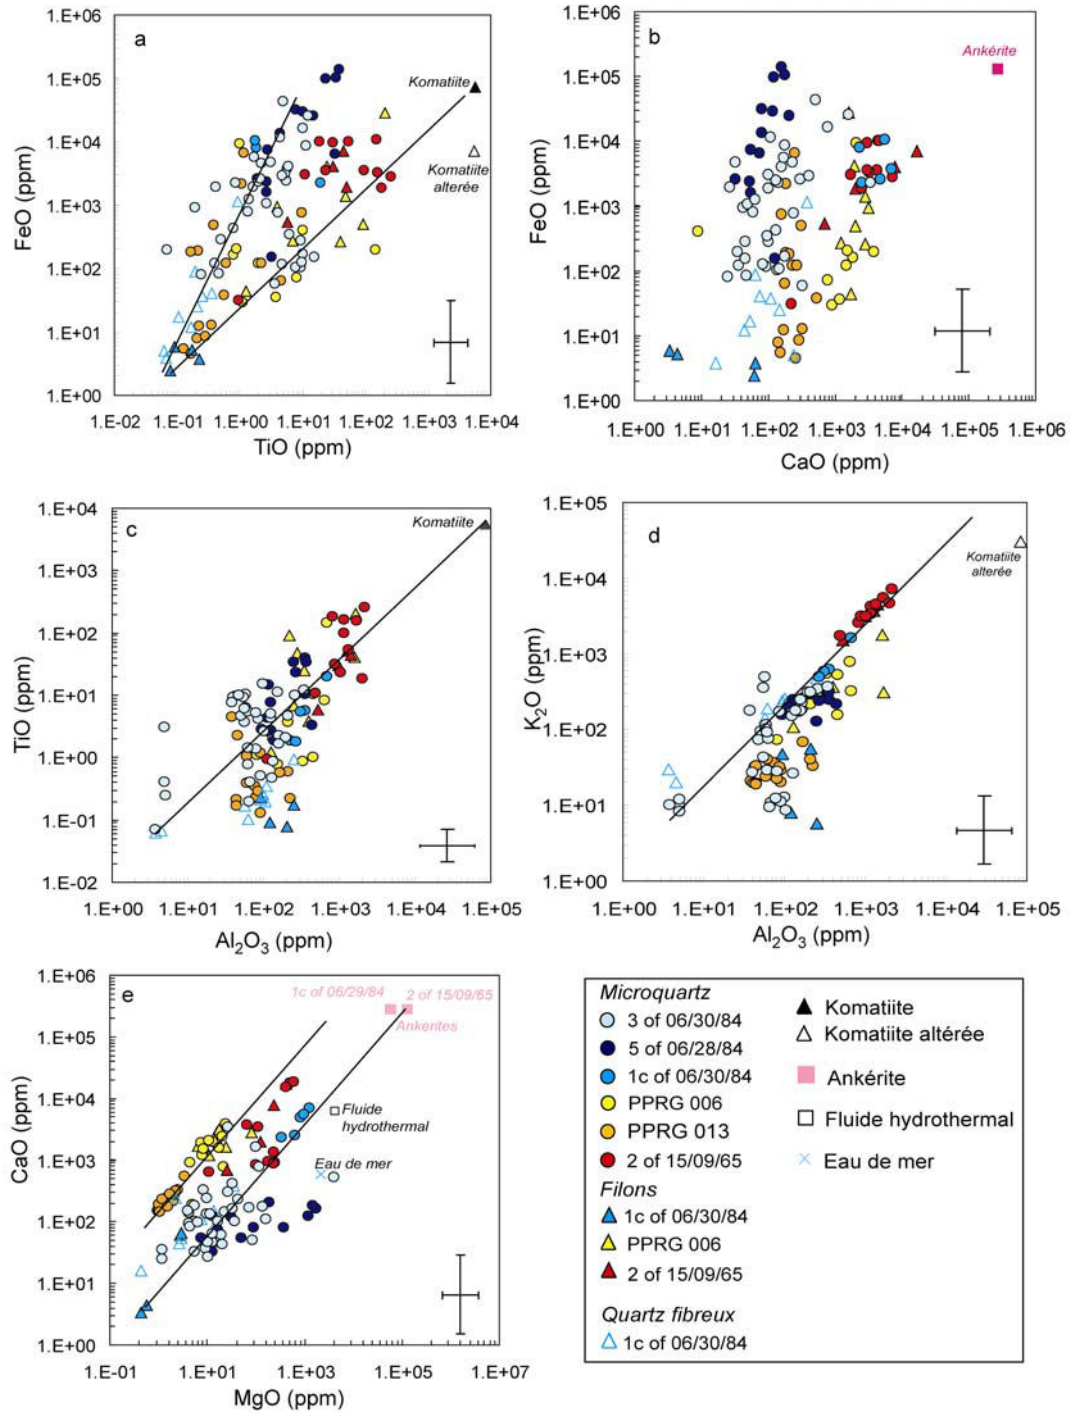 a
1.E+06
1.E+05
1.E+04
1.E+03
1.E+02
1.E+01
1.E+00
FeO (ppm)
Komatiite
Komatiite
alterée
1.E-02 1.E-01 1.E+00 1.E+01 1.E+02 1.E+03 1.E+04
TiO (ppm)
b
1.E+06
1.E+05
1.E+04
1.E+03
1.E+02
1.E+01
1.E+00
FeO (ppm)
Ankérite
1.E+00 1.E+01 1.E+02 1.E+03 1.E+04 1.E+05 1.E+06
CaO (ppm)
c
1.E+04
1.E+03
1.E+02
1.E+01
1.E+00
1.E-01
1.E-02
TiO (ppm)
Komatiite
1.E+00 1.E+01 1.E+02 1.E+03 1.E+04 1.E+05
Al2O3 (ppm)
d
1.E+05
1.E+04
1.E+03
1.E+02
1.E+01
1.E+00
K2O (ppm)
Komatiite
alterée
1.E+00 1.E+01 1.E+02 1.E+03 1.E+04 1.E+05
Al2O3 (ppm)
e
1.E+06
1.E+05
1.E+04
1.E+03
1.E+02
1.E+01
1.E+00
CaO (ppm)
1c of 06/29/84 2 of 15/09/65
Ankerites
Fluide
hydrothermal
Eau de mer
1.E-01 1.E+01 1.E+03 1.E+05 1.E+07
MgO (ppm)
Microquartz
3 of 06/30/84
5 of 06/28/84
1c of 06/30/84
PPRG 006
PPRG 013
2 of 15/09/65
Filons
1c of 06/30/84
PPRG 006
2 of 15/09/65
Quartz fibreux
1c of 06/30/84
Komatiite
Komatiite altérée
Ankérite
Fluide hydrothermal
Eau de mer